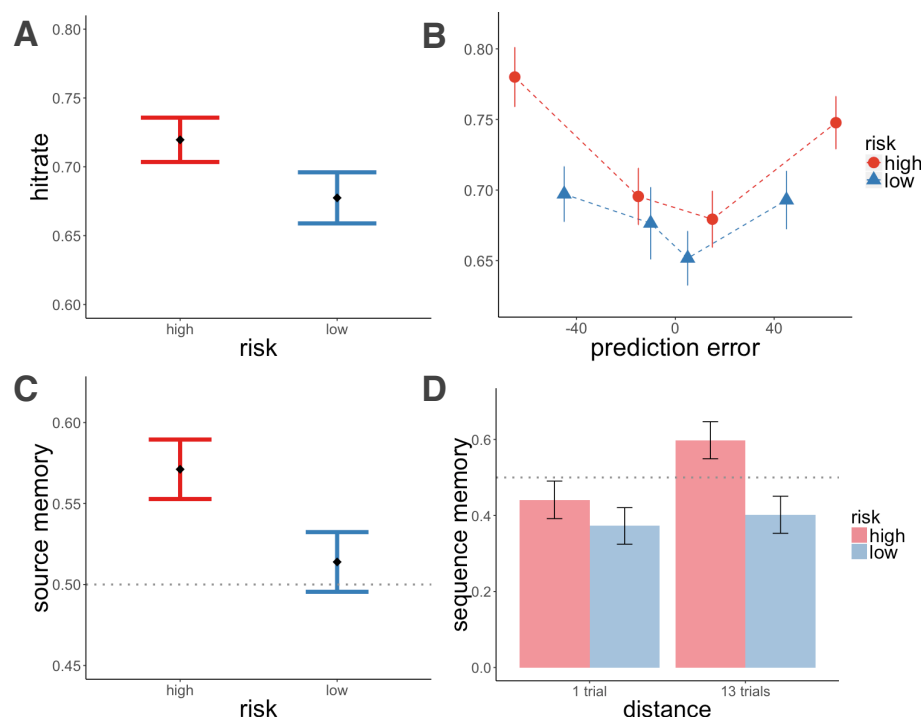 A
0.80
0.75
0.70
0.65
0.60
hitrate
high
low
risk
B
0.80
0.75
0.70
0.65
-40
0
40
prediction error
risk
high
low
C
0.60
0.55
0.50
0.45
source memory
high
low
risk
D
0.6
0.4
0.2
0.0
sequence memory
1 trial
13 trials
distance
risk
high
low